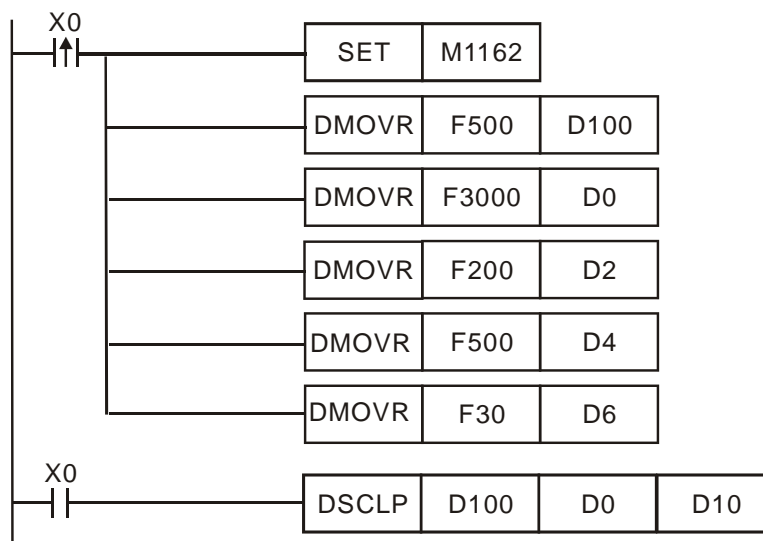 X0
SET M1162
DMOVR F500 D100
DMOVR F3000 D0
DMOVR F200 D2
DMOVR F500 D4
DMOVR F30 D6
X0
DSCLP D100 D0 D10